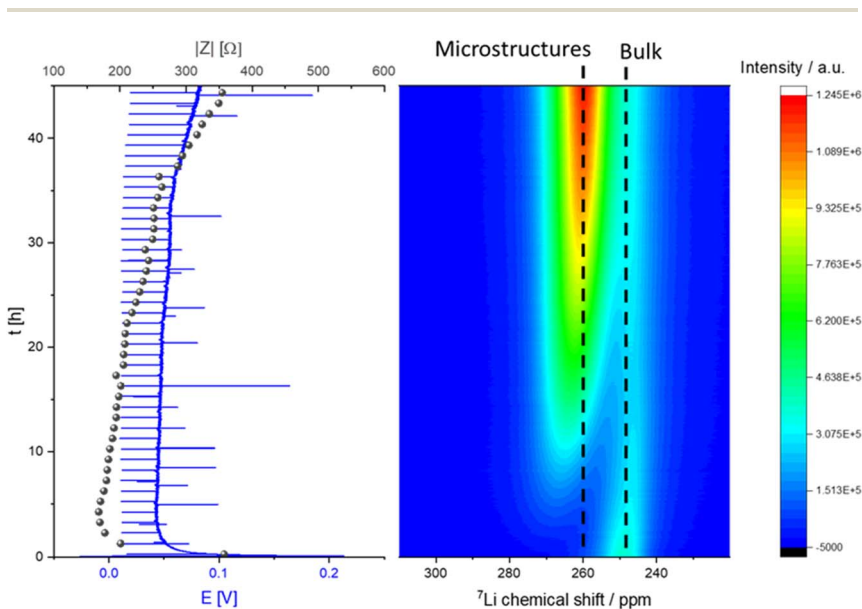 |Z| [Ω]
100 200 300 400 500 600
40
30
20
10
0
t [h]
0.0 0.1 0.2
E [V]
Microstructures Bulk
300 280 260 240
⁷Li chemical shift / ppm
Intensity / a.u.
1.245E+6
1.089E+6
9.325E+5
7.763E+5
6.200E+5
4.638E+5
3.075E+5
1.513E+5
-5000